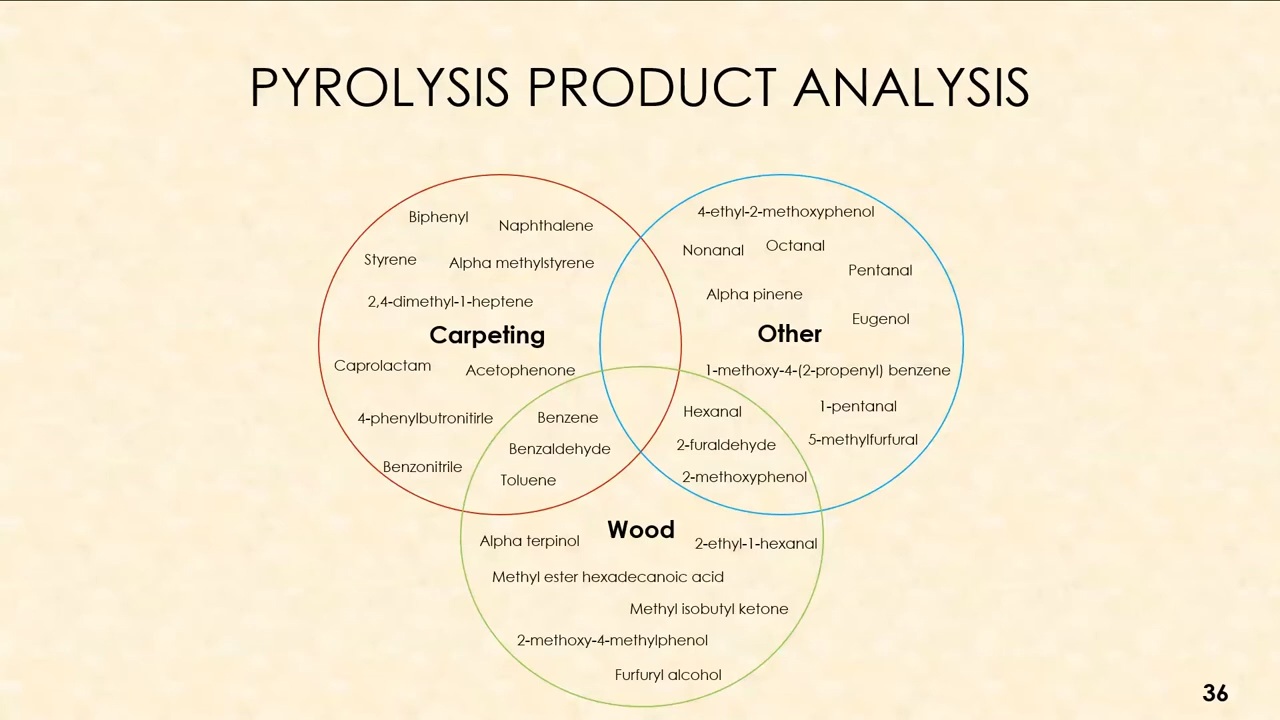 PYROLYSIS PRODUCT ANALYSIS
Biphenyl
Naphthalene
Styrene
Alpha methylstyrene
2,4-dimethyl-1-heptene
Carpeting
Caprolactam
Acetophenone
4-phenylbutronitirle
Benzonitrile
Benzene
Benzaldehyde
Toluene
4-ethyl-2-methoxyphenol
Nonanal
Octanal
Pentanal
Alpha pinene
Eugenol
Other
1-methoxy-4-(2-propenyl) benzene
1-pentanal
5-methylfurfural
Hexanal
2-furaldehyde
2-methoxyphenol
Wood
Alpha terpinol
2-ethyl-1-hexanal
Methyl ester hexadecanoic acid
Methyl isobutyl ketone
2-methoxy-4-methylphenol
Furfuryl alcohol
36